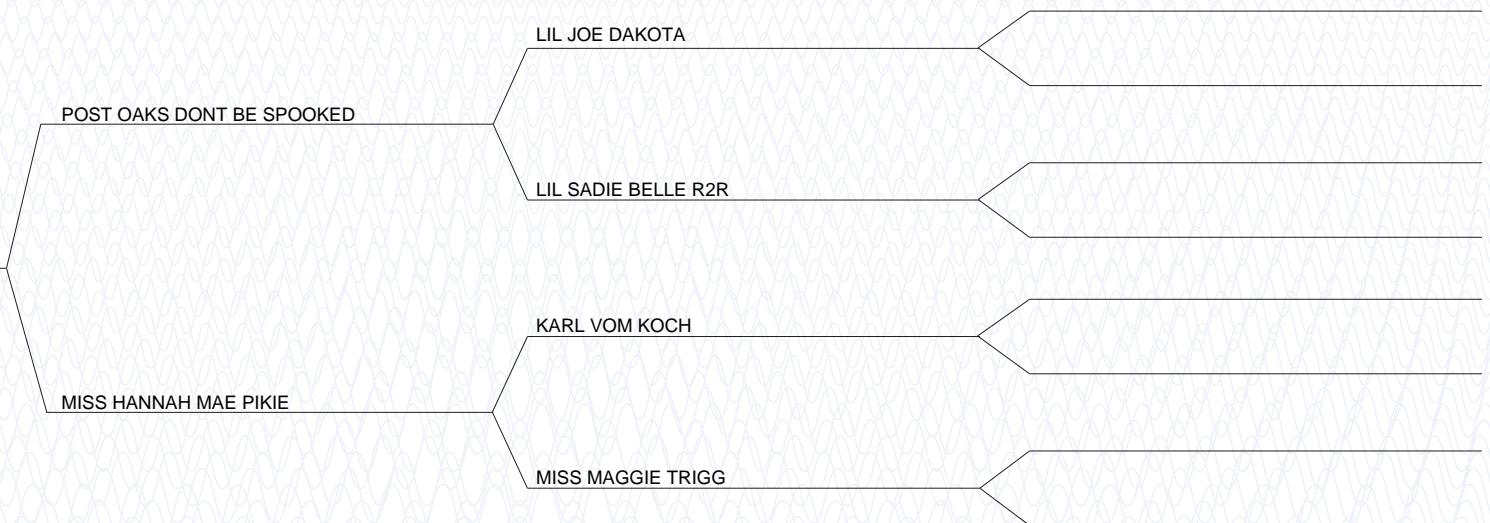 LIL JOE DAKOTA
POST OAKS DONT BE SPOOKED
LIL SADIE BELLE R2R
KARL VOM KOCH
MISS HANNAH MAE PIKIE
MISS MAGGIE TRIGG